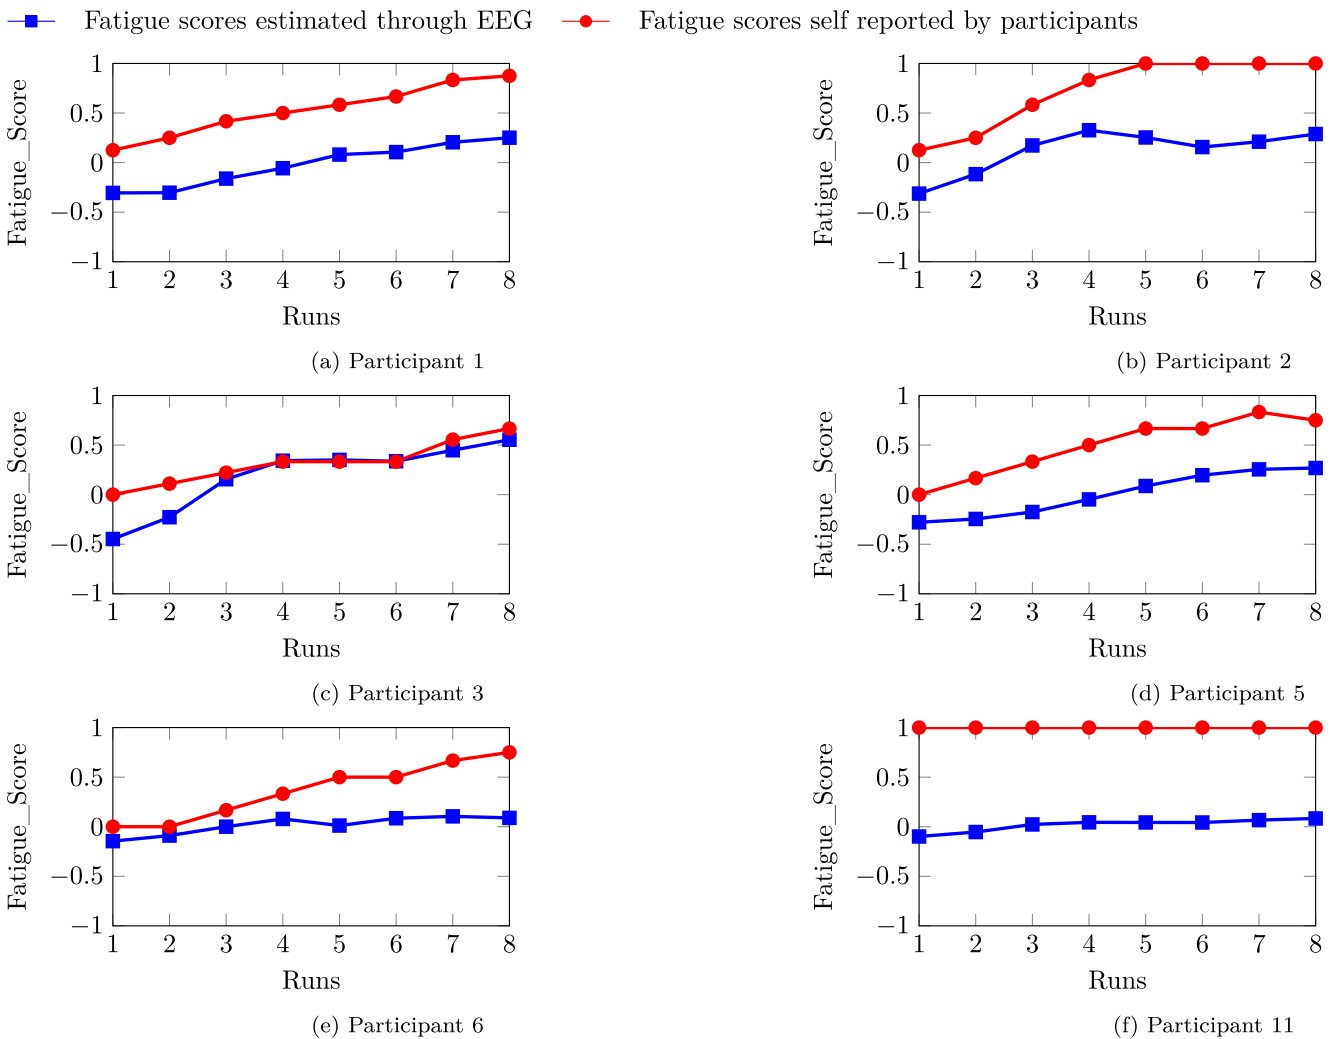 Fatigue scores estimated through EEG Fatigue scores self reported by participants
Fatigue_Score
1
0.5
0
−0.5
−1
1 2 3 4 5 6 7 8
Runs
(a) Participant 1
Fatigue_Score
1
0.5
0
−0.5
−1
1 2 3 4 5 6 7 8
Runs
(b) Participant 2
Fatigue_Score
1
0.5
0
−0.5
−1
1 2 3 4 5 6 7 8
Runs
(c) Participant 3
Fatigue_Score
1
0.5
0
−0.5
−1
1 2 3 4 5 6 7 8
Runs
(d) Participant 5
Fatigue_Score
1
0.5
0
−0.5
−1
1 2 3 4 5 6 7 8
Runs
(e) Participant 6
Fatigue_Score
1
0.5
0
−0.5
−1
1 2 3 4 5 6 7 8
Runs
(f) Participant 11